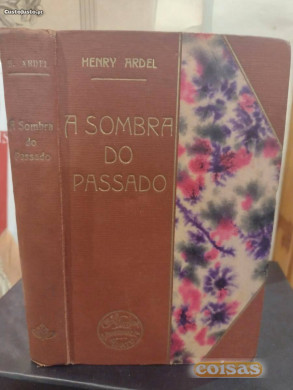 CustoJusto.pt
HENRY ARDEL
A SOMBRA
DO
PASSADO
A Sombra
do
Passado
coisas